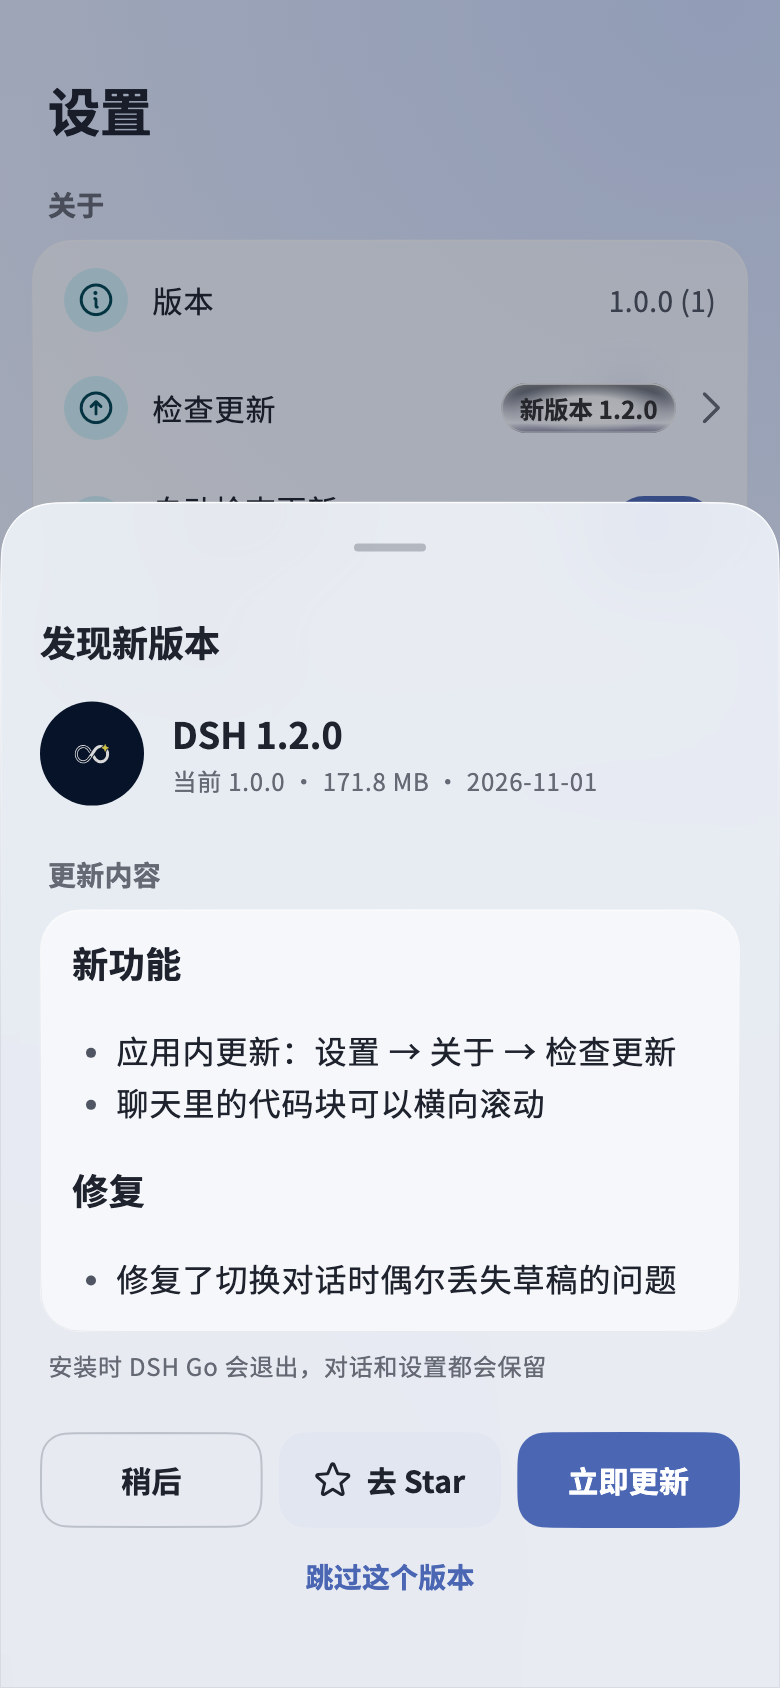 设置
关于
版本 1.0.0 (1)
检查更新 新版本 1.2.0
自动检查更新
发现新版本
DSH 1.2.0
当前 1.0.0 · 171.8 MB · 2026-11-01
更新内容
新功能
• 应用内更新：设置 → 关于 → 检查更新
• 聊天里的代码块可以横向滚动
修复
• 修复了切换对话时偶尔丢失草稿的问题
安装时 DSH Go 会退出，对话和设置都会保留
稍后 去 Star 立即更新
跳过这个版本